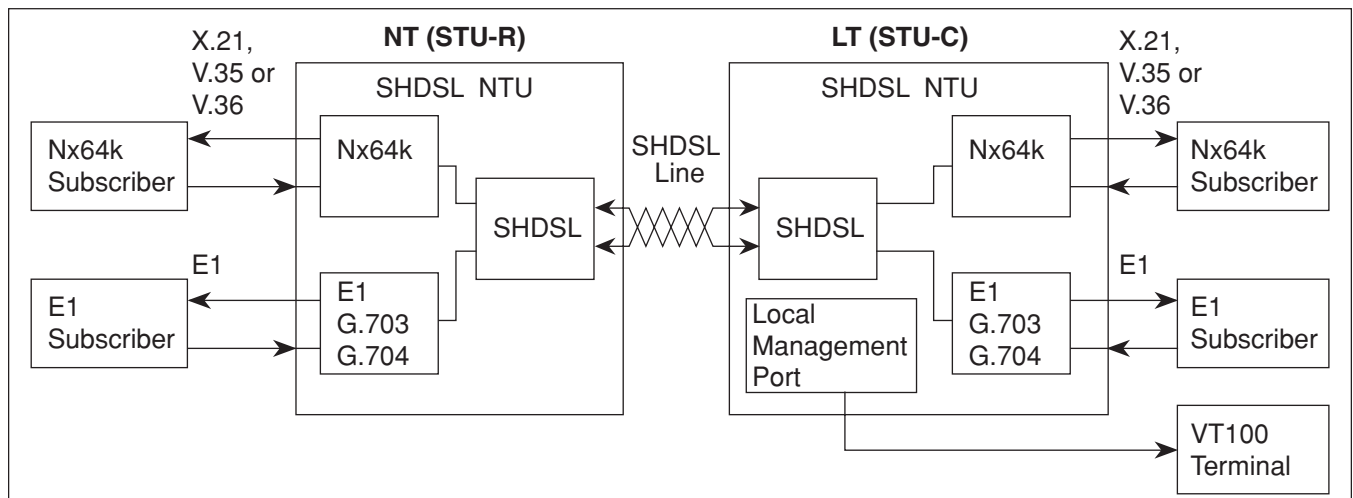 NT (STU-R)
LT (STU-C)
X.21,
V.35 or
V.36
SHDSL NTU
Nx64k
Subscriber
Nx64k
SHDSL
E1
E1
Subscriber
E1
G.703
G.704
SHDSL
Line
SHDSL NTU
SHDSL
Nx64k
X.21,
V.35 or
V.36
Nx64k
Subscriber
Local
Management
Port
E1
G.703
G.704
E1
E1
Subscriber
VT100
Terminal